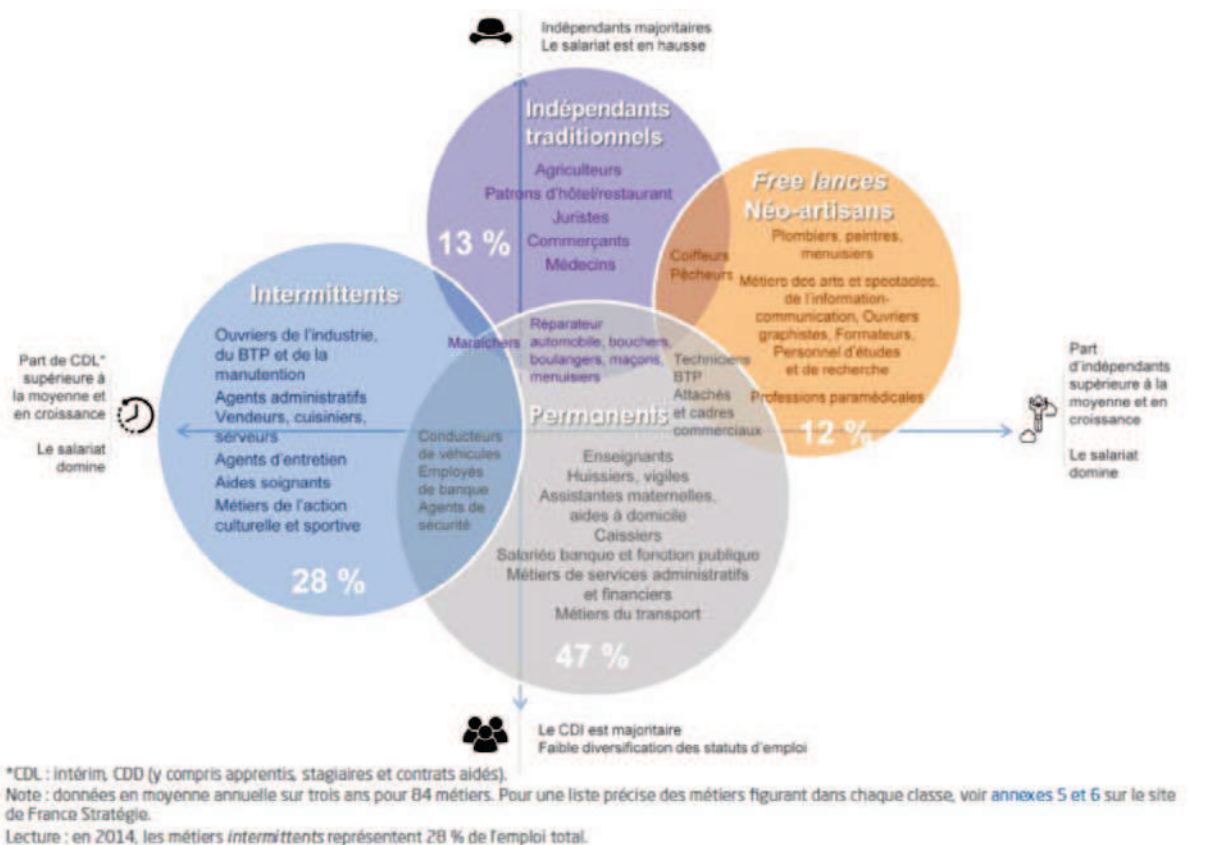 Indépendants majoritaires
Le salariat est en hausse
Indépendants
traditionnels
Agriculteurs
Patrons d'hôtel/restaurant
Juristes
Commerçants
Médecins
13 %
Free lances
Néo-artisans
Plombiers, peintres,
menuisiers
Métiers des arts et spectacles,
de l'information-
communication, Ouvriers
graphistes, Formateurs,
Personnel d'études
et de recherche
Professions paramédicales
12 %
Coiffeurs
Pêcheurs
Intermittents
Ouvriers de l'industrie,
du BTP et de la
manutention
Agents administratifs
Vendeurs, cuisiniers,
serveurs
Agents d'entretien
Aides soignants
Métiers de l'action
culturelle et sportive
28 %
Maraîchers
Réparateur
automobile, bouchers,
boulangers, maçons,
menuisiers
Techniciens
BTP
Attachés
et cadres
commerciaux
Part de CDL*
supérieure à
la moyenne et
en croissance
Le salariat
domine
Part
d'indépendants
supérieure à la
moyenne et en
croissance
Le salariat
domine
Permanents
Conducteurs
de véhicules
Employés
de banque
Agents de
sécurité
Enseignants
Huissiers, vigiles
Assistantes maternelles,
aides à domicile
Caissiers
Salariés banque et fonction publique
Métiers de services administratifs
et financiers
Métiers du transport
47 %
Le CDI est majoritaire
Faible diversification des statuts d'emploi
*CDL : intérim, CDD (y compris apprentis, stagiaires et contrats aidés).
Note : données en moyenne annuelle sur trois ans pour 84 métiers. Pour une liste précise des métiers figurant dans chaque classe, voir annexes 5 et 6 sur le site
de France Stratégie.
Lecture : en 2014, les métiers intermittents représentent 28 % de l'emploi total.